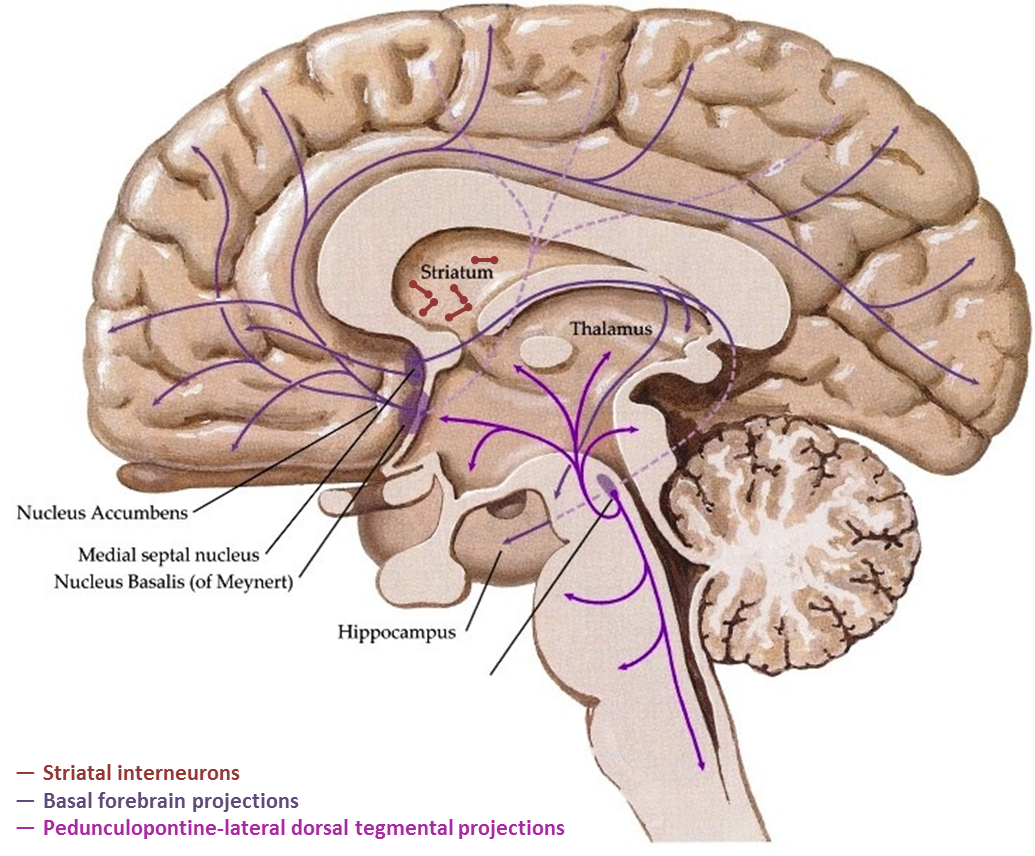 Striatum
Thalamus
Nucleus Accumbens
Medial septal nucleus
Nucleus Basalis (of Meynert)
Hippocampus
— Striatal interneurons
— Basal forebrain projections
— Pedunculopontine-lateral dorsal tegmental projections